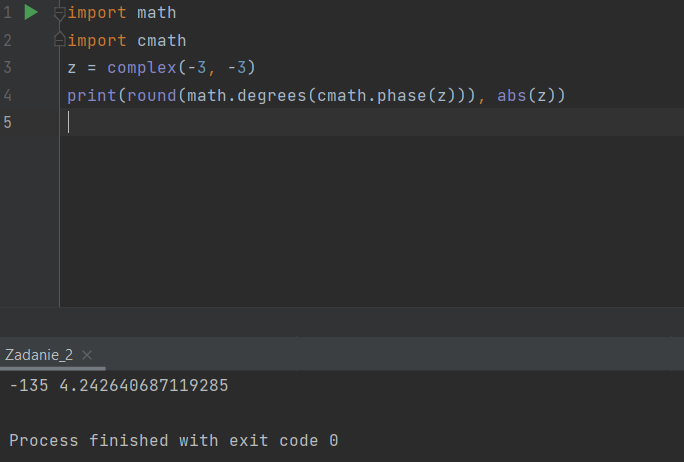 1 import math
2 import cmath
3 z = complex(-3, -3)
4 print(round(math.degrees(cmath.phase(z))), abs(z))
5
Zadanie_2 ×
-135 4.242640687119285
Process finished with exit code 0